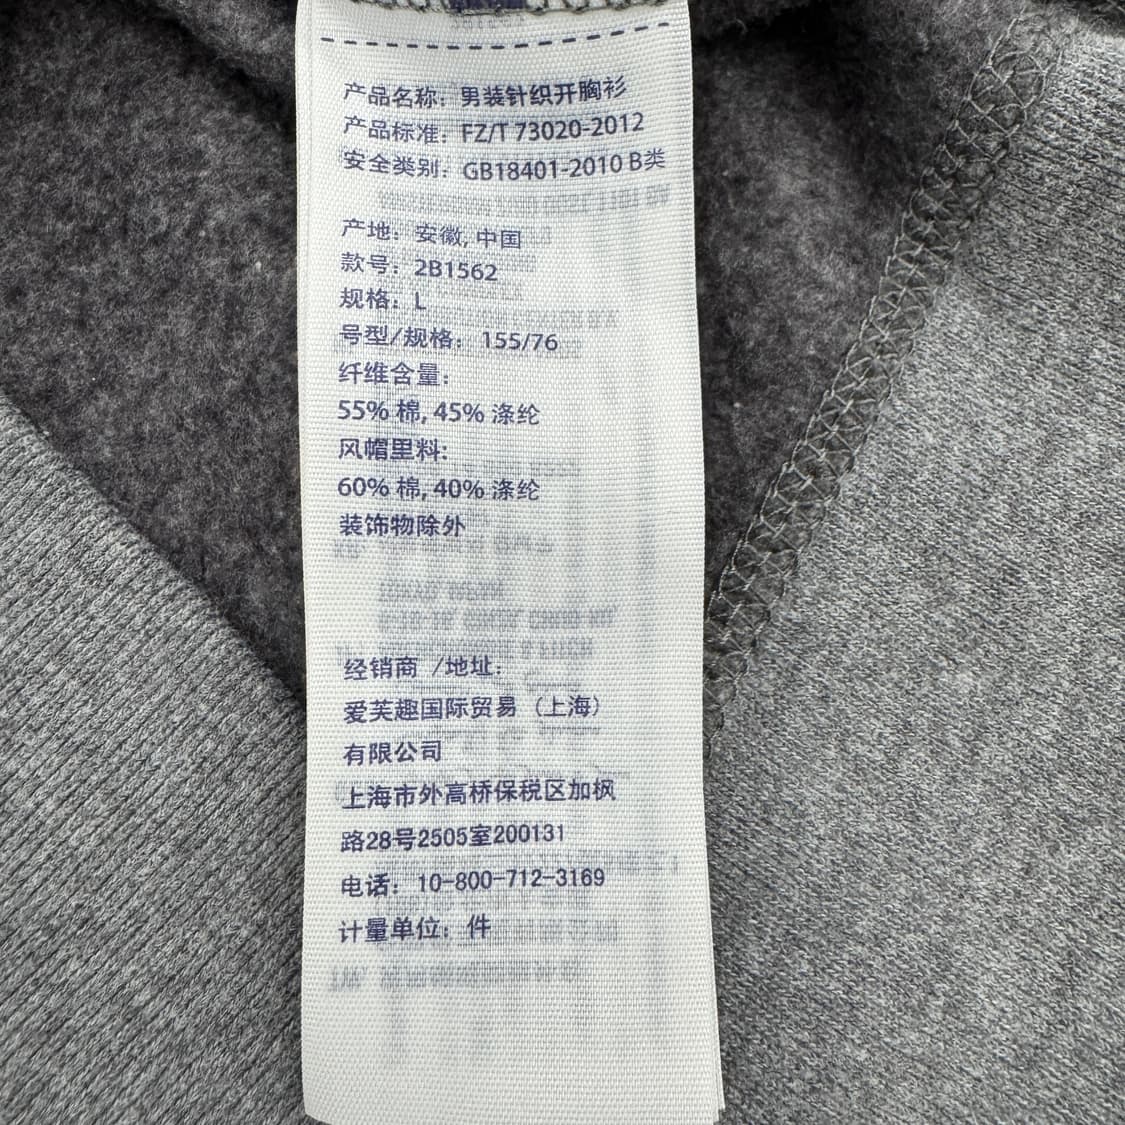 产品名称：男装针织开胸衫
产品标准：FZ/T 73020-2012
安全类别：GB18401-2010 B类
产地：安徽, 中国
款号：2B1562
规格：L
号型/规格：155/76
纤维含量：
55% 棉, 45% 涤纶
风帽里料:
60% 棉, 40% 涤纶
装饰物除外
经销商 /地址:
爱芙趣国际贸易（上海）
有限公司
上海市外高桥保税区加枫
路28号2505室200131
电话：10-800-712-3169
计量单位：件